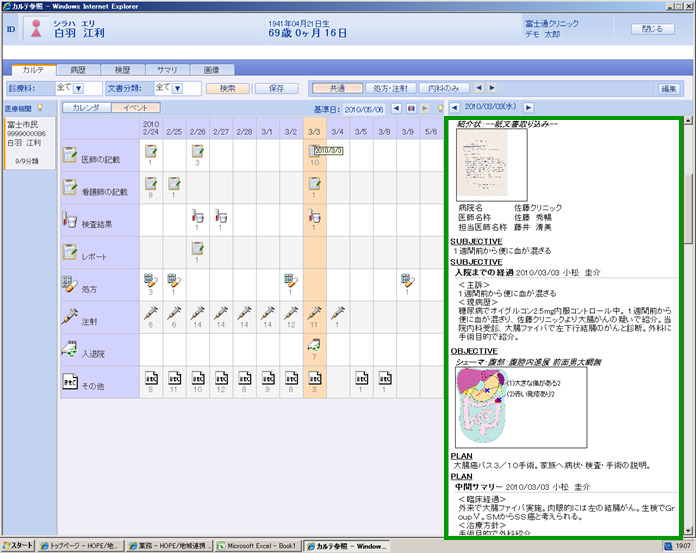 カルテ参照 - Windows Internet Explorer
ID
シラハ エリ
白羽 江利
1941年04月21日生
69歳 0ヶ月 16日
富士通クリニック
デモ 太郎
閉じる
カルテ
病歴
検歴
サマリ
画像
診療科: 全て
文書分類: 全て
検索
保存
共通
処方・注射
内科のみ
編集
医療機関
富士市民
9999000086
白羽 江利
9/9分類
カレンダ
イベント
基準日: 2010/05/06
2010
2/24 2/25 2/26 2/27 3/1 3/2 3/3 3/4 3/5 3/8 3/9 5/6
医師の記載 1 3 10
2010/3/3
看護師の記載 9 1 1
検査結果 1 1 1
レポート 1
処方 3 1 1 1
注射 6 6 14 14 14 12 11 1
入退院 7
その他 8 11 10 12 8 9 3 1 1
2010/03/03(水)
紹介状:--紙文書取り込み--
病院名 佐藤クリニック
医師名称 佐藤 秀暢
担当医師名称 藤井 清美
SUBJECTIVE
1週間前から便に血が混ざる
SUBJECTIVE
入院までの経過 2010/03/03 小松 圭介
<主訴>
1週間前から便に血が混ざる
<現病歴>
糖尿病でオイグルコン2.5mg内服コントロール中。1週間前から
便に血が混ざり、佐藤クリニックより大腸がんの疑いで紹介。当
院内科受診、大腸ファイバで左下行結腸のがんと診断。外科に
手術目的で紹介。
OBJECTIVE
シェーマ:腹部・腹腔内進展 前面男大網無
(1)大きな傷がある2
(2)赤い発疹あり2
PLAN
大腸癌パス3/10手術。家族へ病状・検査・手術の説明。
PLAN
中間サマリー 2010/03/03 小松 圭介
<臨床経過>
外来で大腸ファイバ実施。肉眼的には左の結腸がん。生検でGr
oupⅤ。SMからSS癌と考えられる。
<治療方針>
手術目的で外科紹介
スタート
トップページ - HOPE/地...
業務 - HOPE/地域連携...
Microsoft Excel - Book1
カルテ参照 - Window...
19:07